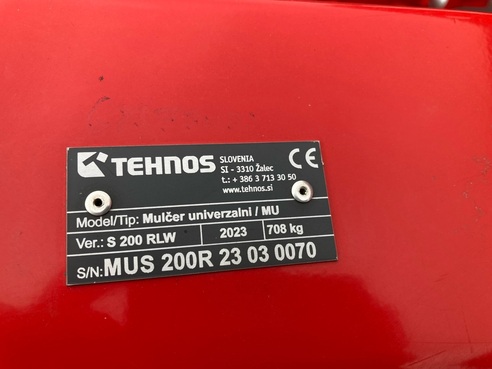 TEHNOS
SLOVENIA
SI - 3310 Žalec
t.: + 386 3 713 30 50
www.tehnos.si
CE
Model/Tip: Mulčer univerzalni / MU
Ver.: S 200 RLW 2023 708 kg
S/N: MUS 200R 23 03 0070